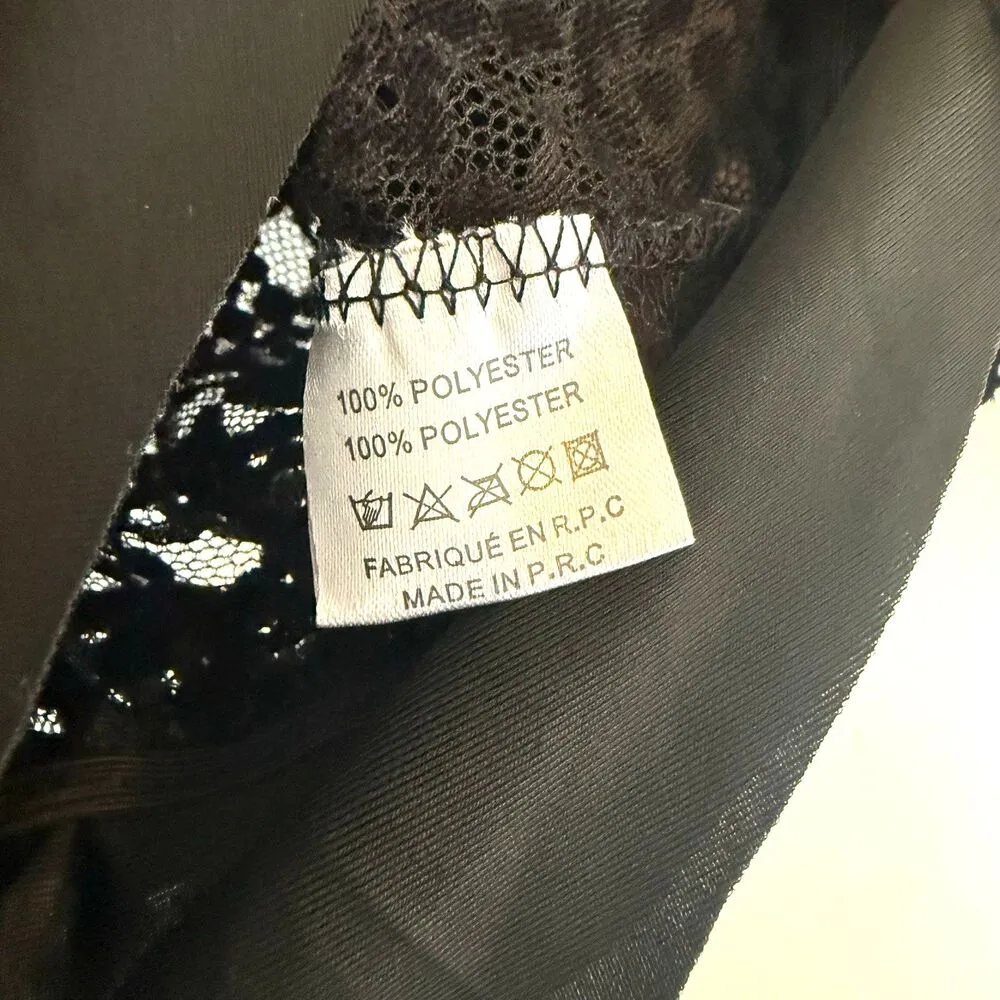 100% POLYESTER
100% POLYESTER
FABRIQUÉ EN R.P.C
MADE IN P.R.C